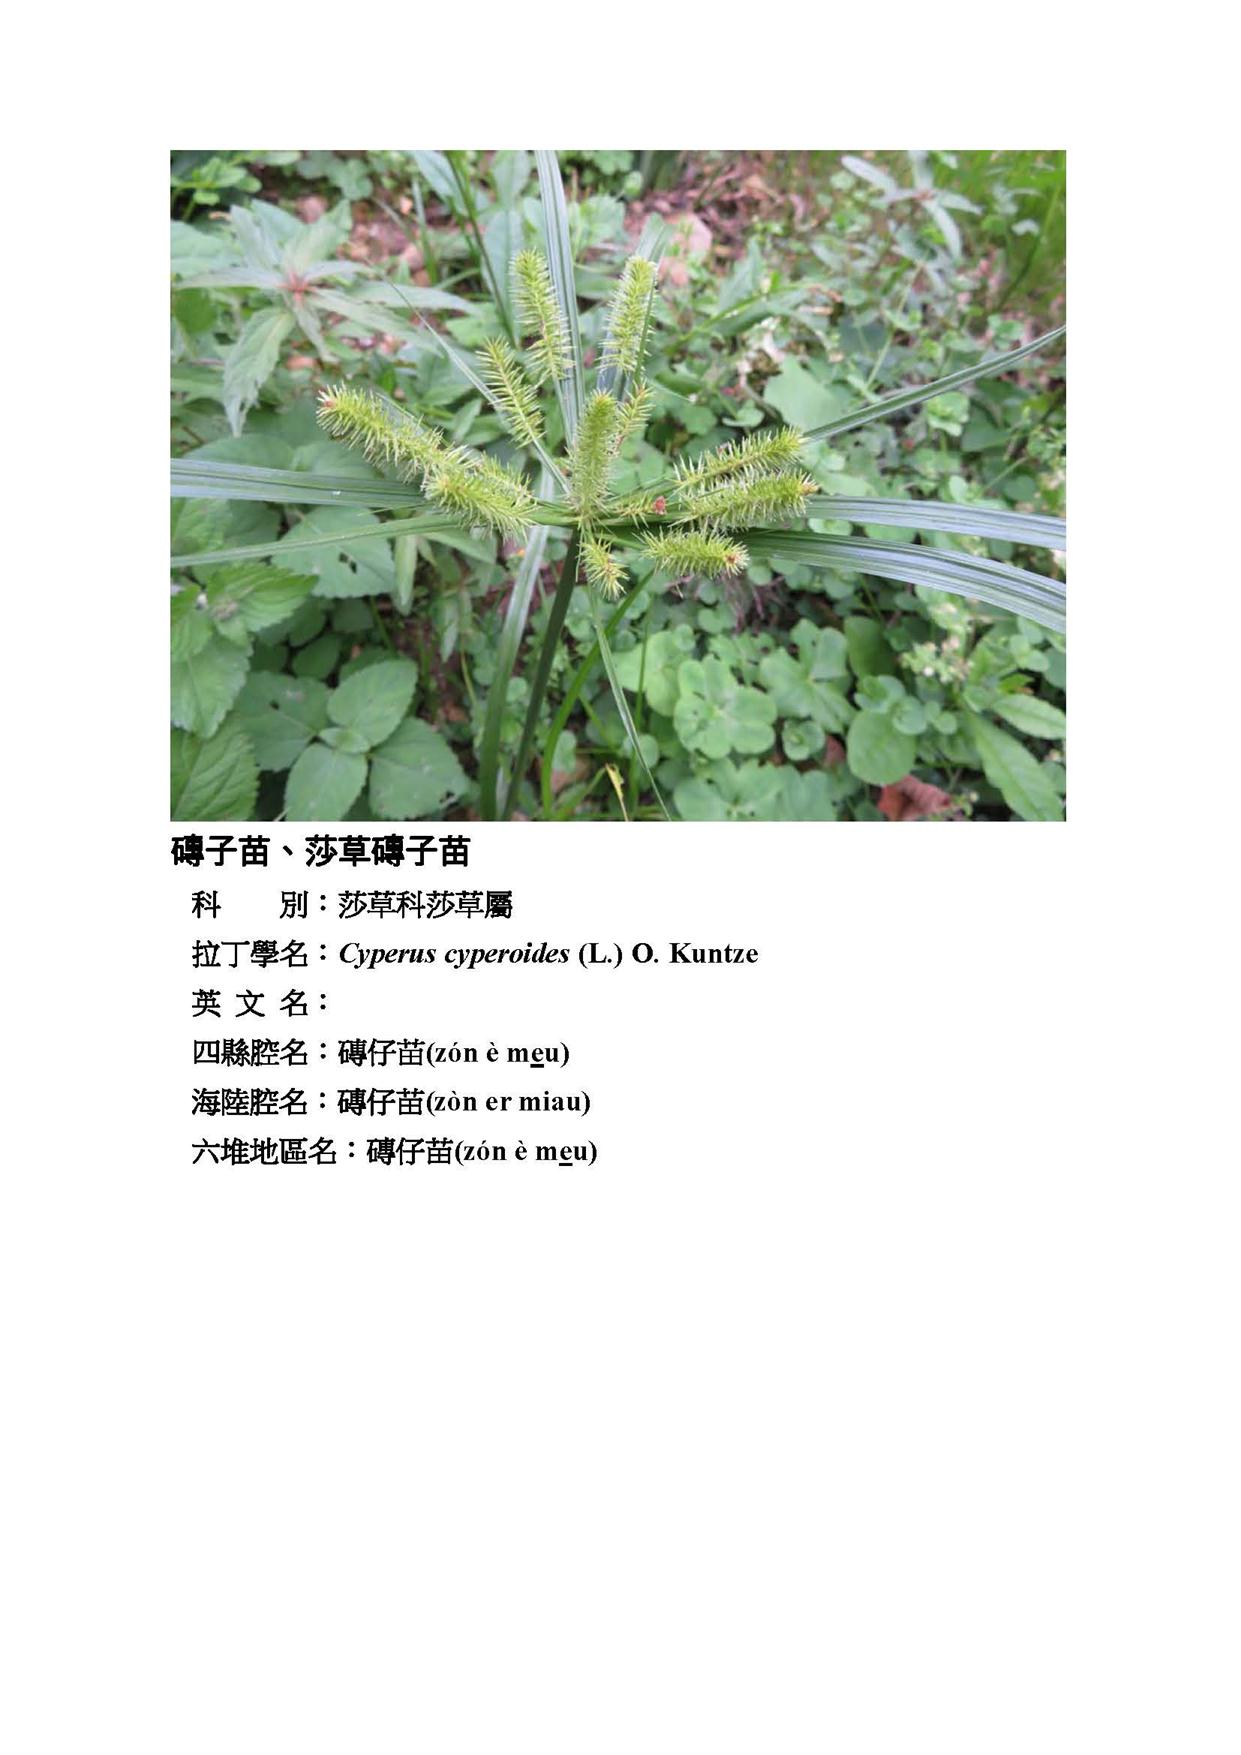 磚子苗、莎草磚子苗
科　　別：莎草科莎草屬
拉丁學名：Cyperus cyperoides (L.) O. Kuntze
英 文 名：
四縣腔名：磚仔苗(zón è meu)
海陸腔名：磚仔苗(zòn er miau)
六堆地區名：磚仔苗(zón è meu)